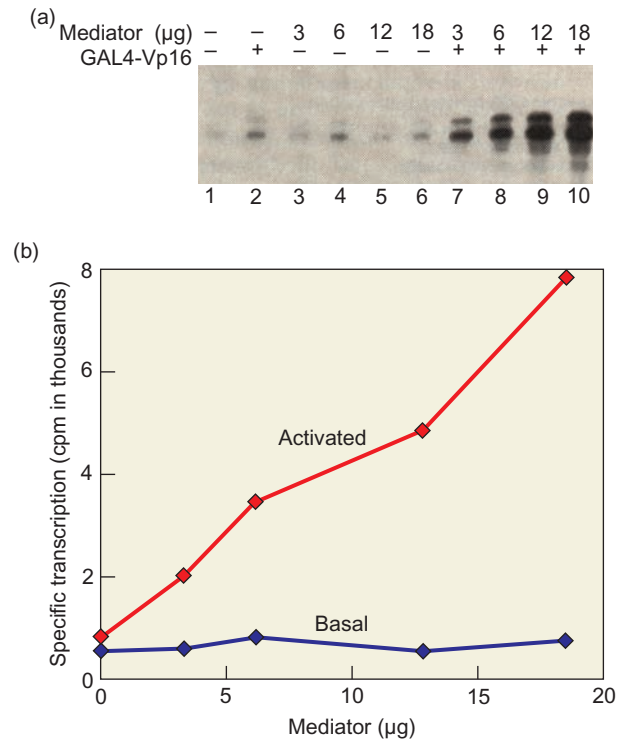 (a)
Mediator (µg) – – 3 6 12 18 3 6 12 18
GAL4-Vp16 – + – – – – + + + +
1 2 3 4 5 6 7 8 9 10
(b)
8
6
4
2
0
Specific transcription (cpm in thousands)
Activated
Basal
0 5 10 15 20
Mediator (µg)